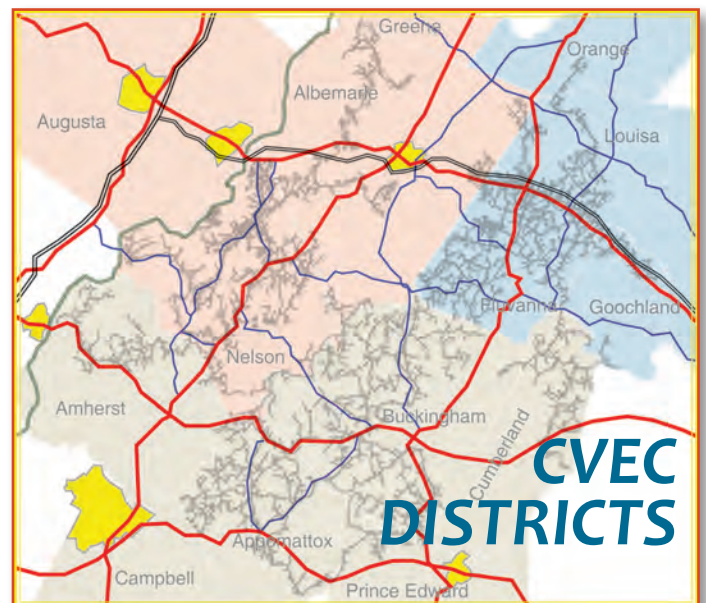 Greene
Orange
Albemarle
Augusta
Louisa
Fluvanna
Goochland
Nelson
Amherst
Buckingham
Cumberland
CVEC
DISTRICTS
Appomattox
Campbell
Prince Edward